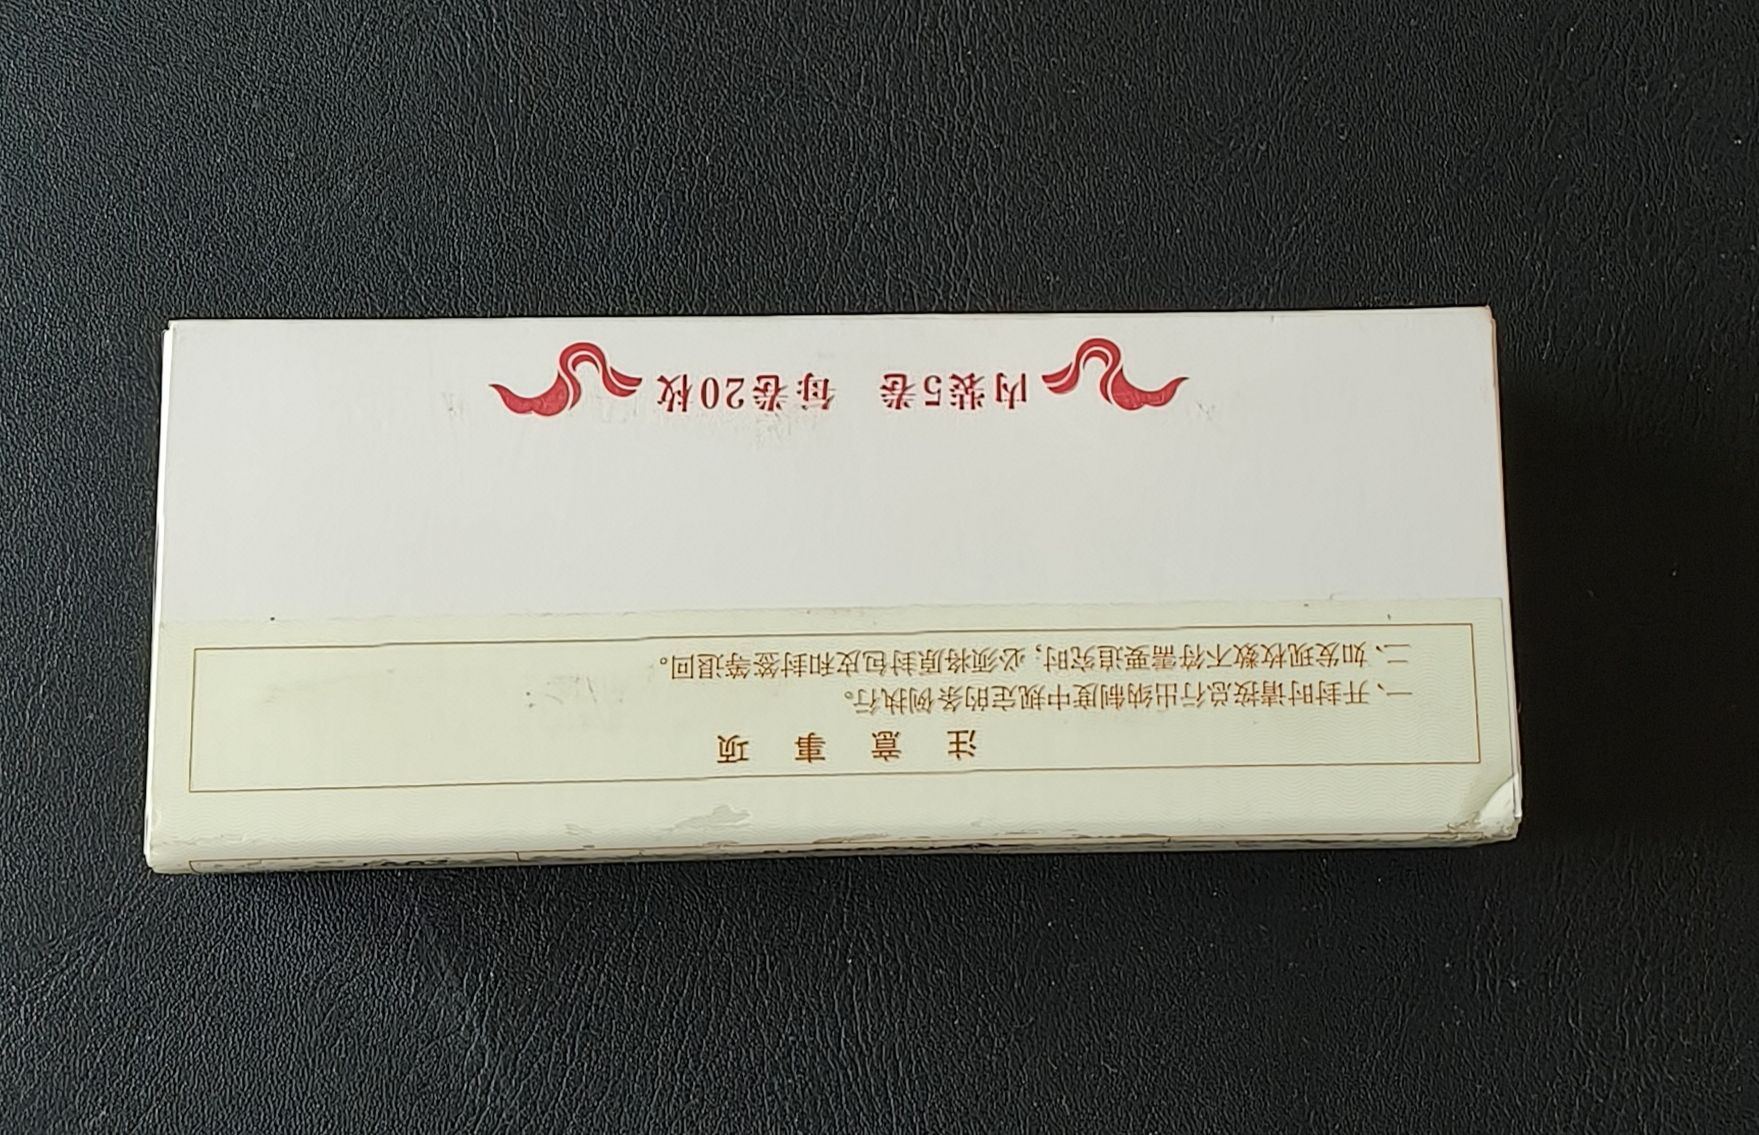 注意事项
一、开封时请按总行出纳制度中规定的条例执行。
二、如发现枚数不符需要追究时，必须将原封包皮和封签等退回。
内装5卷 每卷20枚